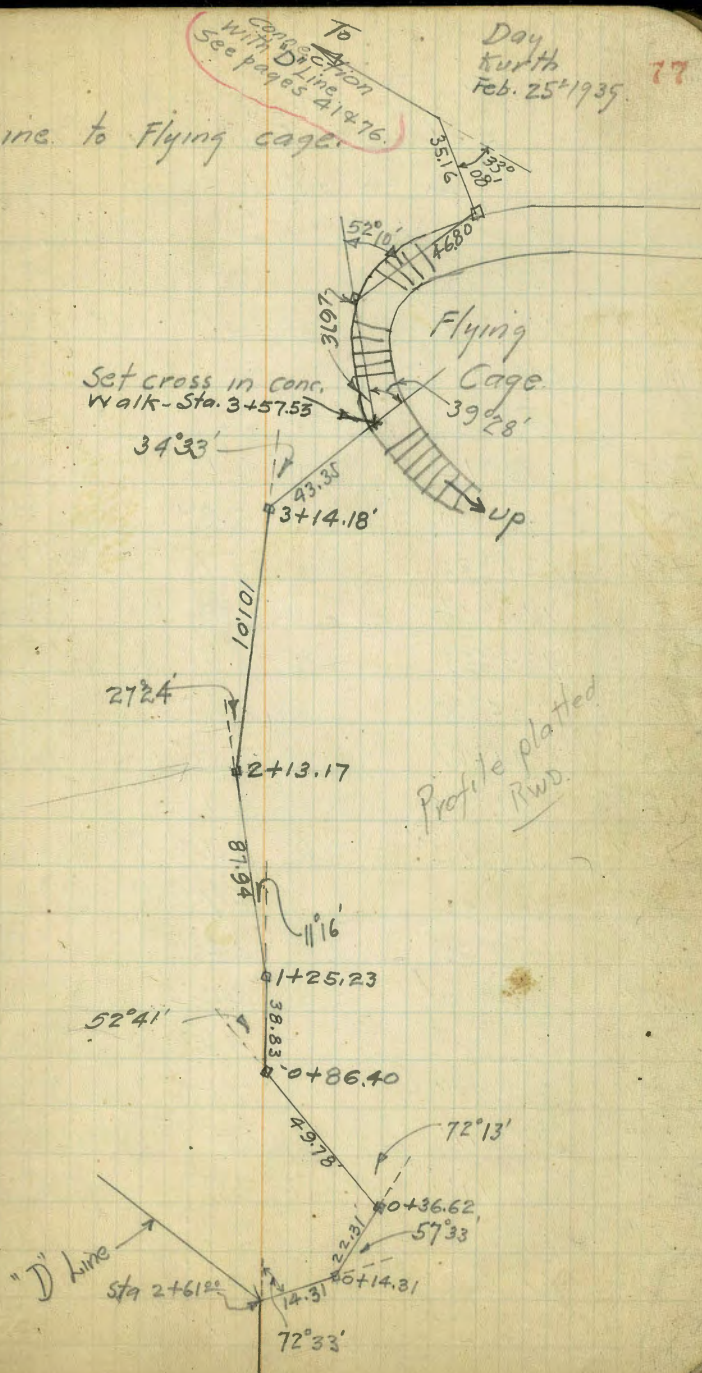 To
Connection
with "D" Line
See pages 41 & 76.
Day
Kurth
Feb. 25th 1935
77
ine to Flying cage.
35.16
33°
08'
52°10'
46.80
31.97
Flying
Cage
Set cross in conc.
Walk-Sta. 3+57.53
39°28'
34°33'
43.35
3+14.18'
up
101.01
27°24'
2+13.17
Profile platted
RWD.
87.94
11°16'
1+25.23
52°41'
38.83'
0+86.40
49.78'
72°13'
0+36.62
22.31'
57°33'
"D" Line
Sta 2+61.00
14.31
0+14.31
72°33'